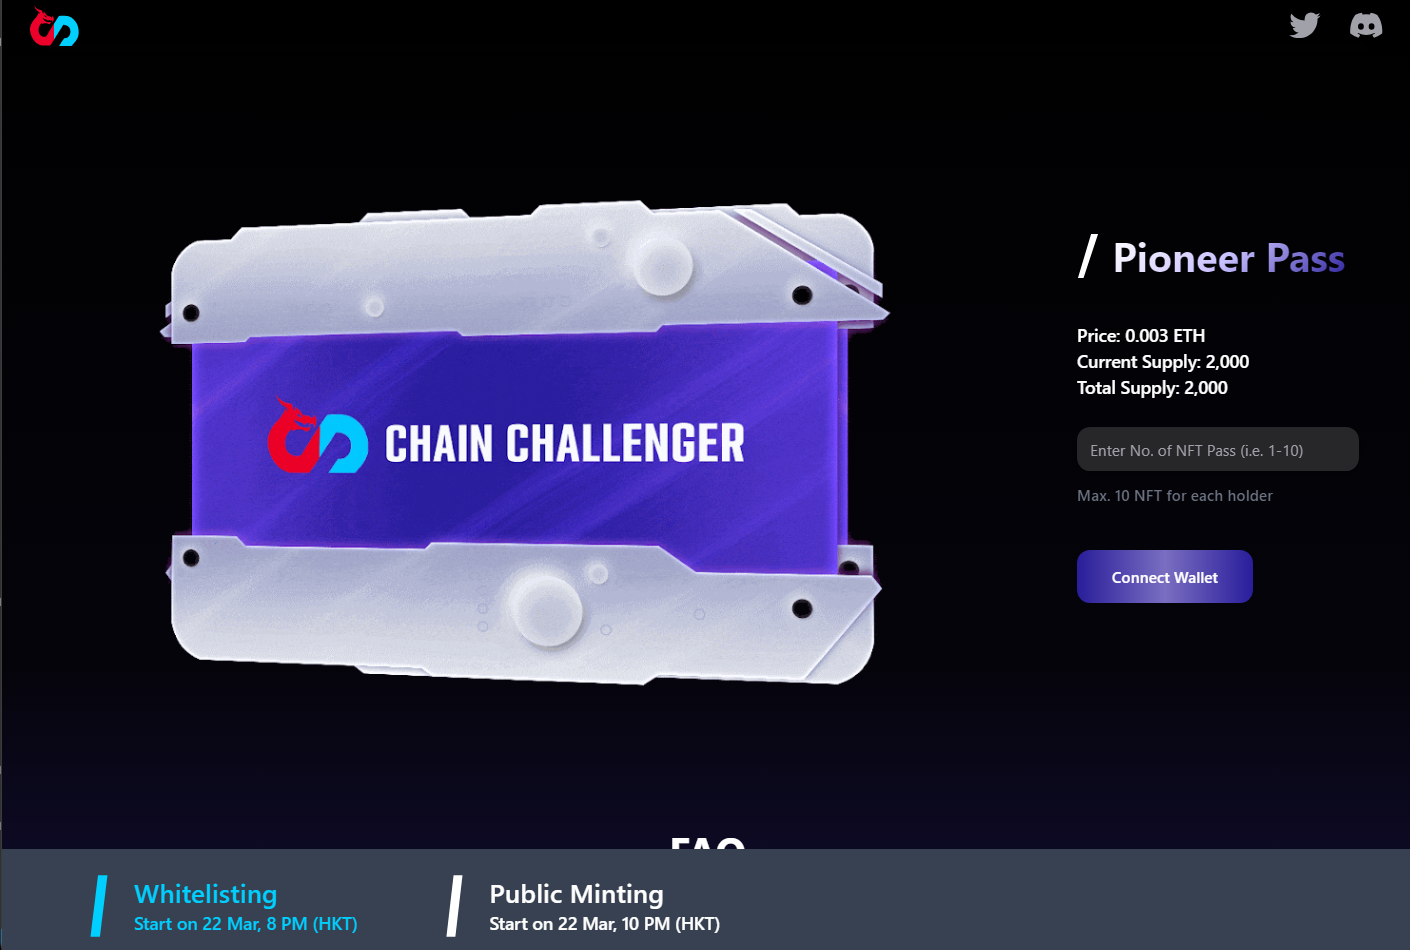 / Pioneer Pass
Price: 0.003 ETH
Current Supply: 2,000
Total Supply: 2,000
Enter No. of NFT Pass (i.e. 1-10)
Max. 10 NFT for each holder
Connect Wallet
CHAIN CHALLENGER
FAQ
Whitelisting
Start on 22 Mar, 8 PM (HKT)
Public Minting
Start on 22 Mar, 10 PM (HKT)